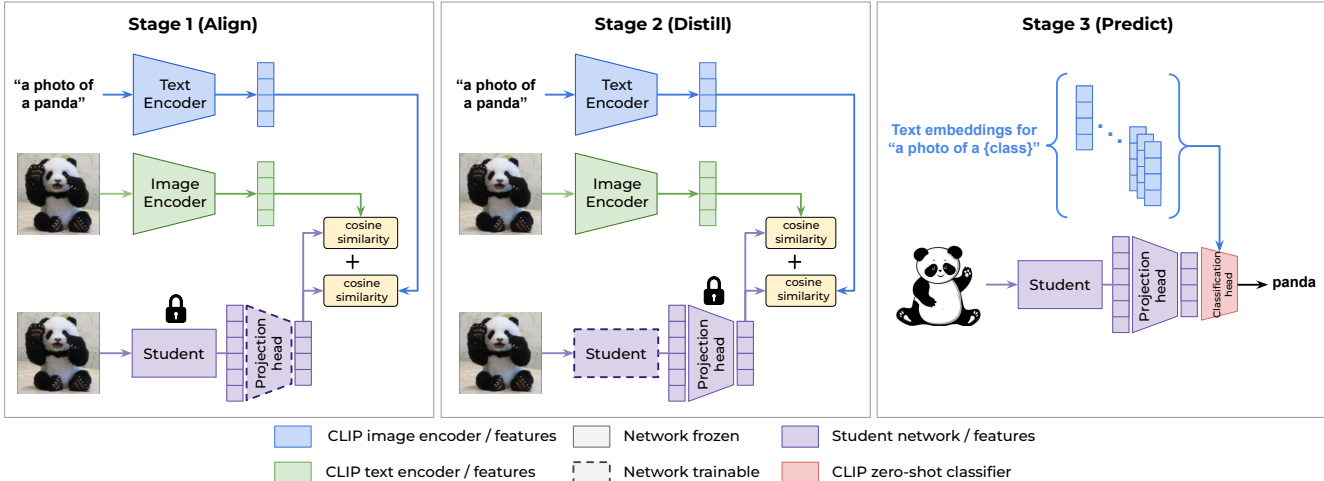 Stage 1 (Align)
“a photo of
a panda”
Text
Encoder
Image
Encoder
cosine
similarity
+
cosine
similarity
Student
Projection
head
Stage 2 (Distill)
“a photo of
a panda”
Text
Encoder
Image
Encoder
cosine
similarity
+
cosine
similarity
Student
Projection
head
Stage 3 (Predict)
Text embeddings for
“a photo of a {class}”
Student
Projection
head
Classification
head
panda
CLIP image encoder / features
Network frozen
Student network / features
CLIP text encoder / features
Network trainable
CLIP zero-shot classifier